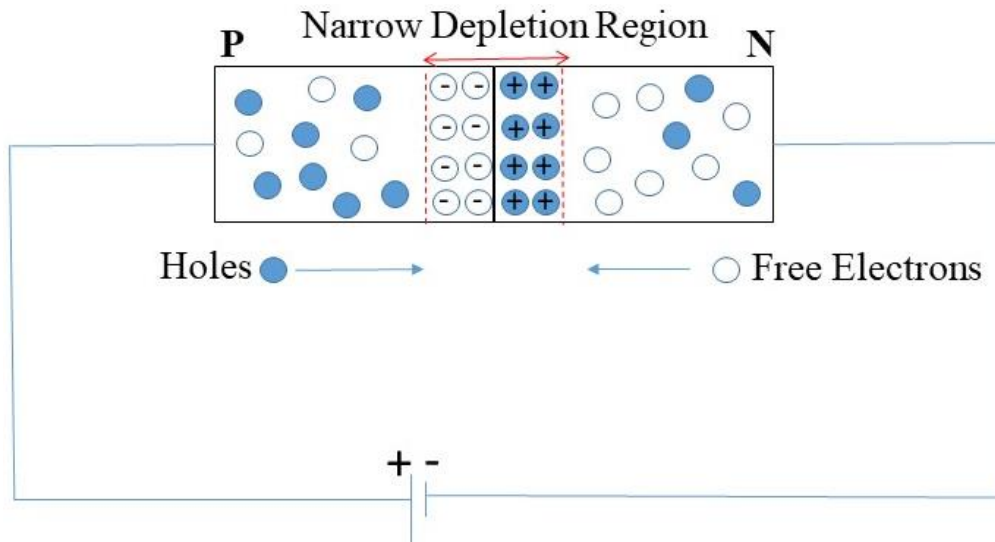 Narrow Depletion Region
P N
- - + +
- - + +
- - + +
- - + +
Holes Free Electrons
+ -